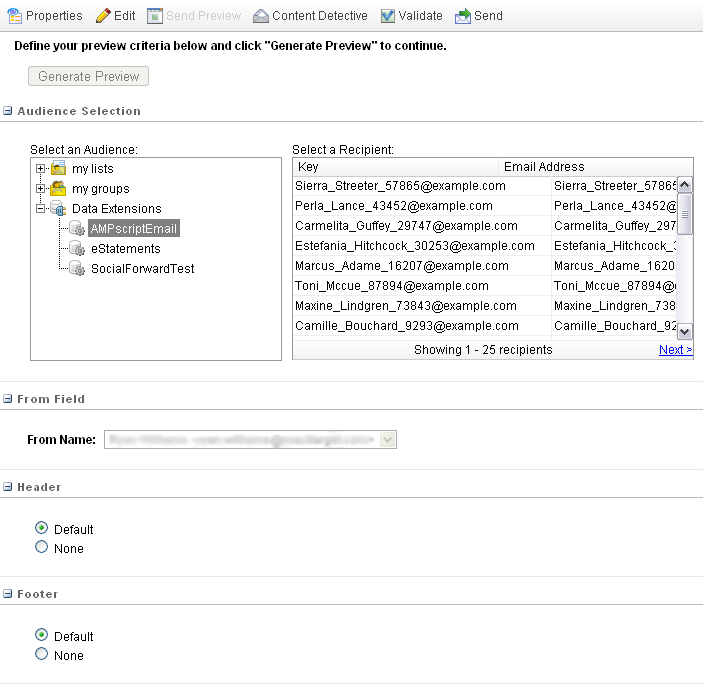 Properties Edit Send Preview Content Detective Validate Send
Define your preview criteria below and click "Generate Preview" to continue.
Generate Preview
Audience Selection
Select an Audience:
my lists
my groups
Data Extensions
AMPscriptEmail
eStatements
SocialForwardTest
Select a Recipient:
Key Email Address
Sierra_Streeter_57865@example.com Sierra_Streeter_57865
Perla_Lance_43452@example.com Perla_Lance_43452@
Carmelita_Guffey_29747@example.com Carmelita_Guffey_297
Estefania_Hitchcock_30253@example.com Estefania_Hitchcock_3
Marcus_Adame_16207@example.com Marcus_Adame_1620
Toni_Mccue_87894@example.com Toni_Mccue_87894@
Maxine_Lindgren_73843@example.com Maxine_Lindgren_738
Camille_Bouchard_9293@example.com Camille_Bouchard_92
Showing 1 - 25 recipients Next >
From Field
From Name:
Header
Default
None
Footer
Default
None